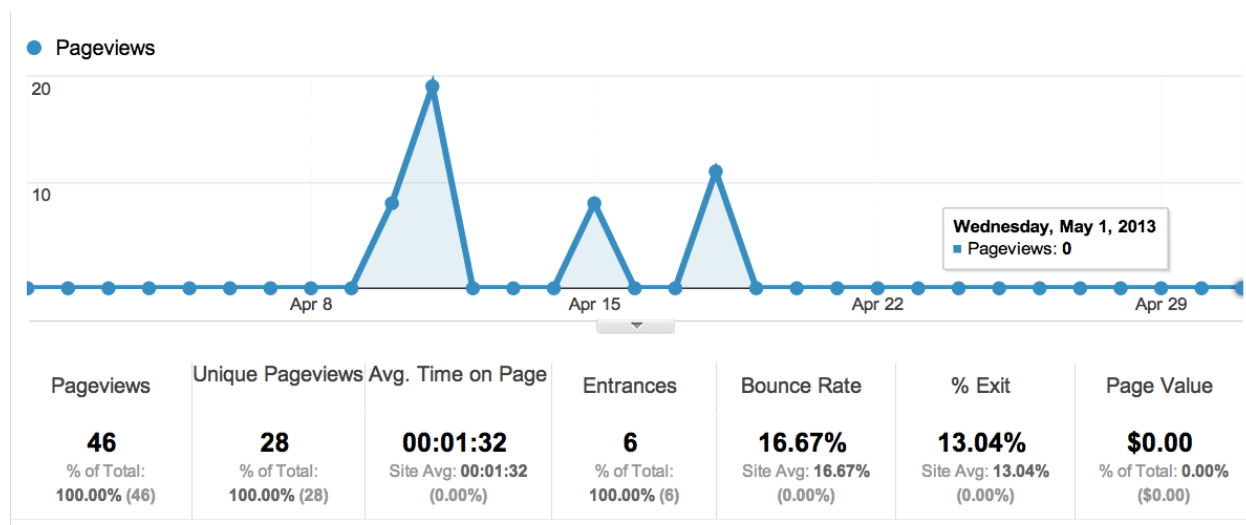 Pageviews
20
10
Wednesday, May 1, 2013
Pageviews: 0
Apr 8 Apr 15 Apr 22 Apr 29
Pageviews Unique Pageviews Avg. Time on Page Entrances Bounce Rate % Exit Page Value
46 28 00:01:32 6 16.67% 13.04% $0.00
% of Total: % of Total: Site Avg: 00:01:32 % of Total: Site Avg: 16.67% Site Avg: 13.04% % of Total: 0.00%
100.00% (46) 100.00% (28) (0.00%) 100.00% (6) (0.00%) (0.00%) ($0.00)